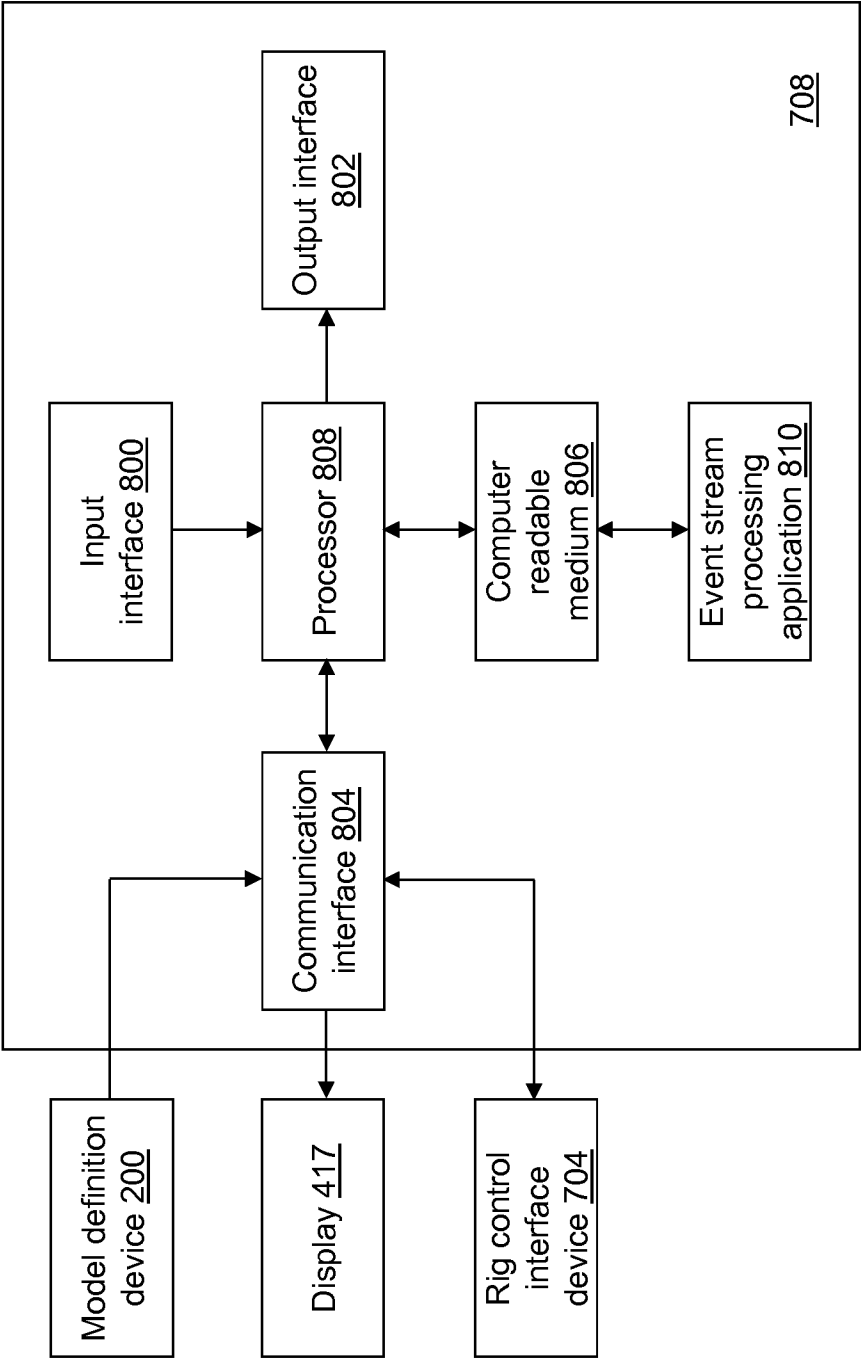 Model definition
device 200
Display 417
Rig control
interface
device 704
Communication
interface 804
Input
interface 800
Processor 808
Computer
readable
medium 806
Event stream
processing
application 810
Output interface
802
708